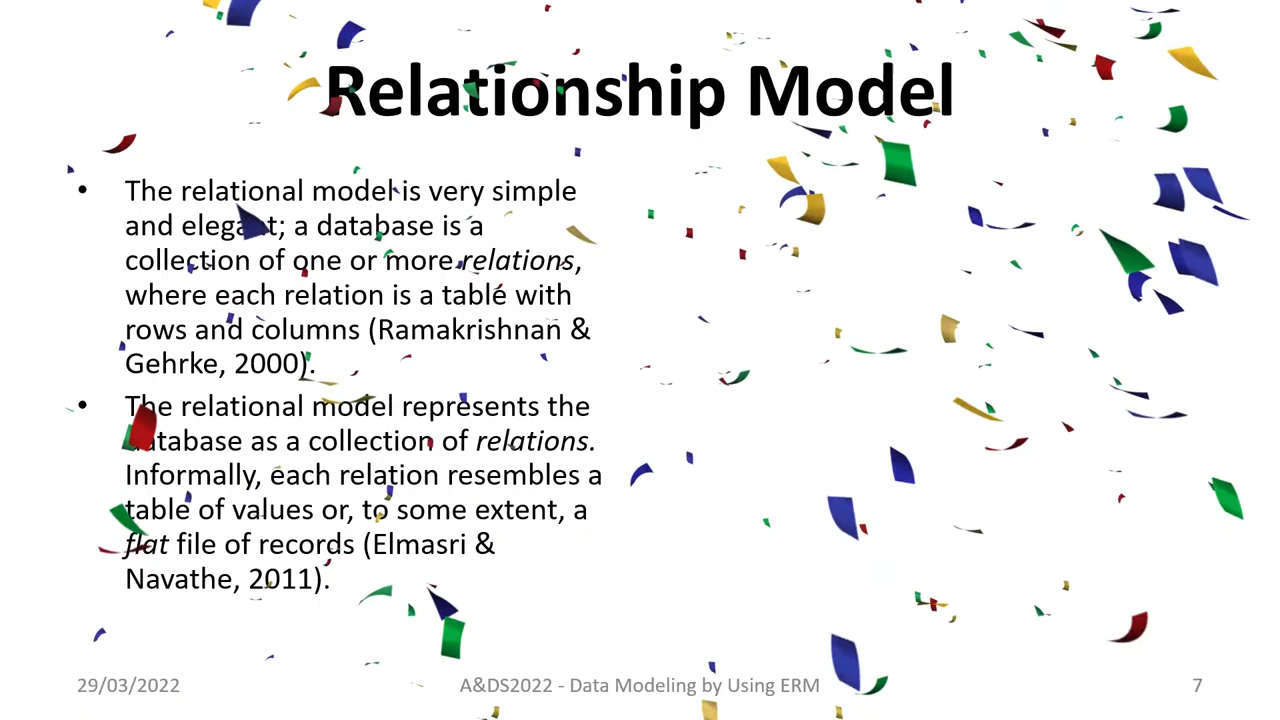 Relationship Model
• The relational model is very simple
and elegant; a database is a
collection of one or more relations,
where each relation is a table with
rows and columns (Ramakrishnan &
Gehrke, 2000).
• The relational model represents the
database as a collection of relations.
Informally, each relation resembles a
table of values or, to some extent, a
flat file of records (Elmasri &
Navathe, 2011).
29/03/2022
A&DS2022 - Data Modeling by Using ERM
7